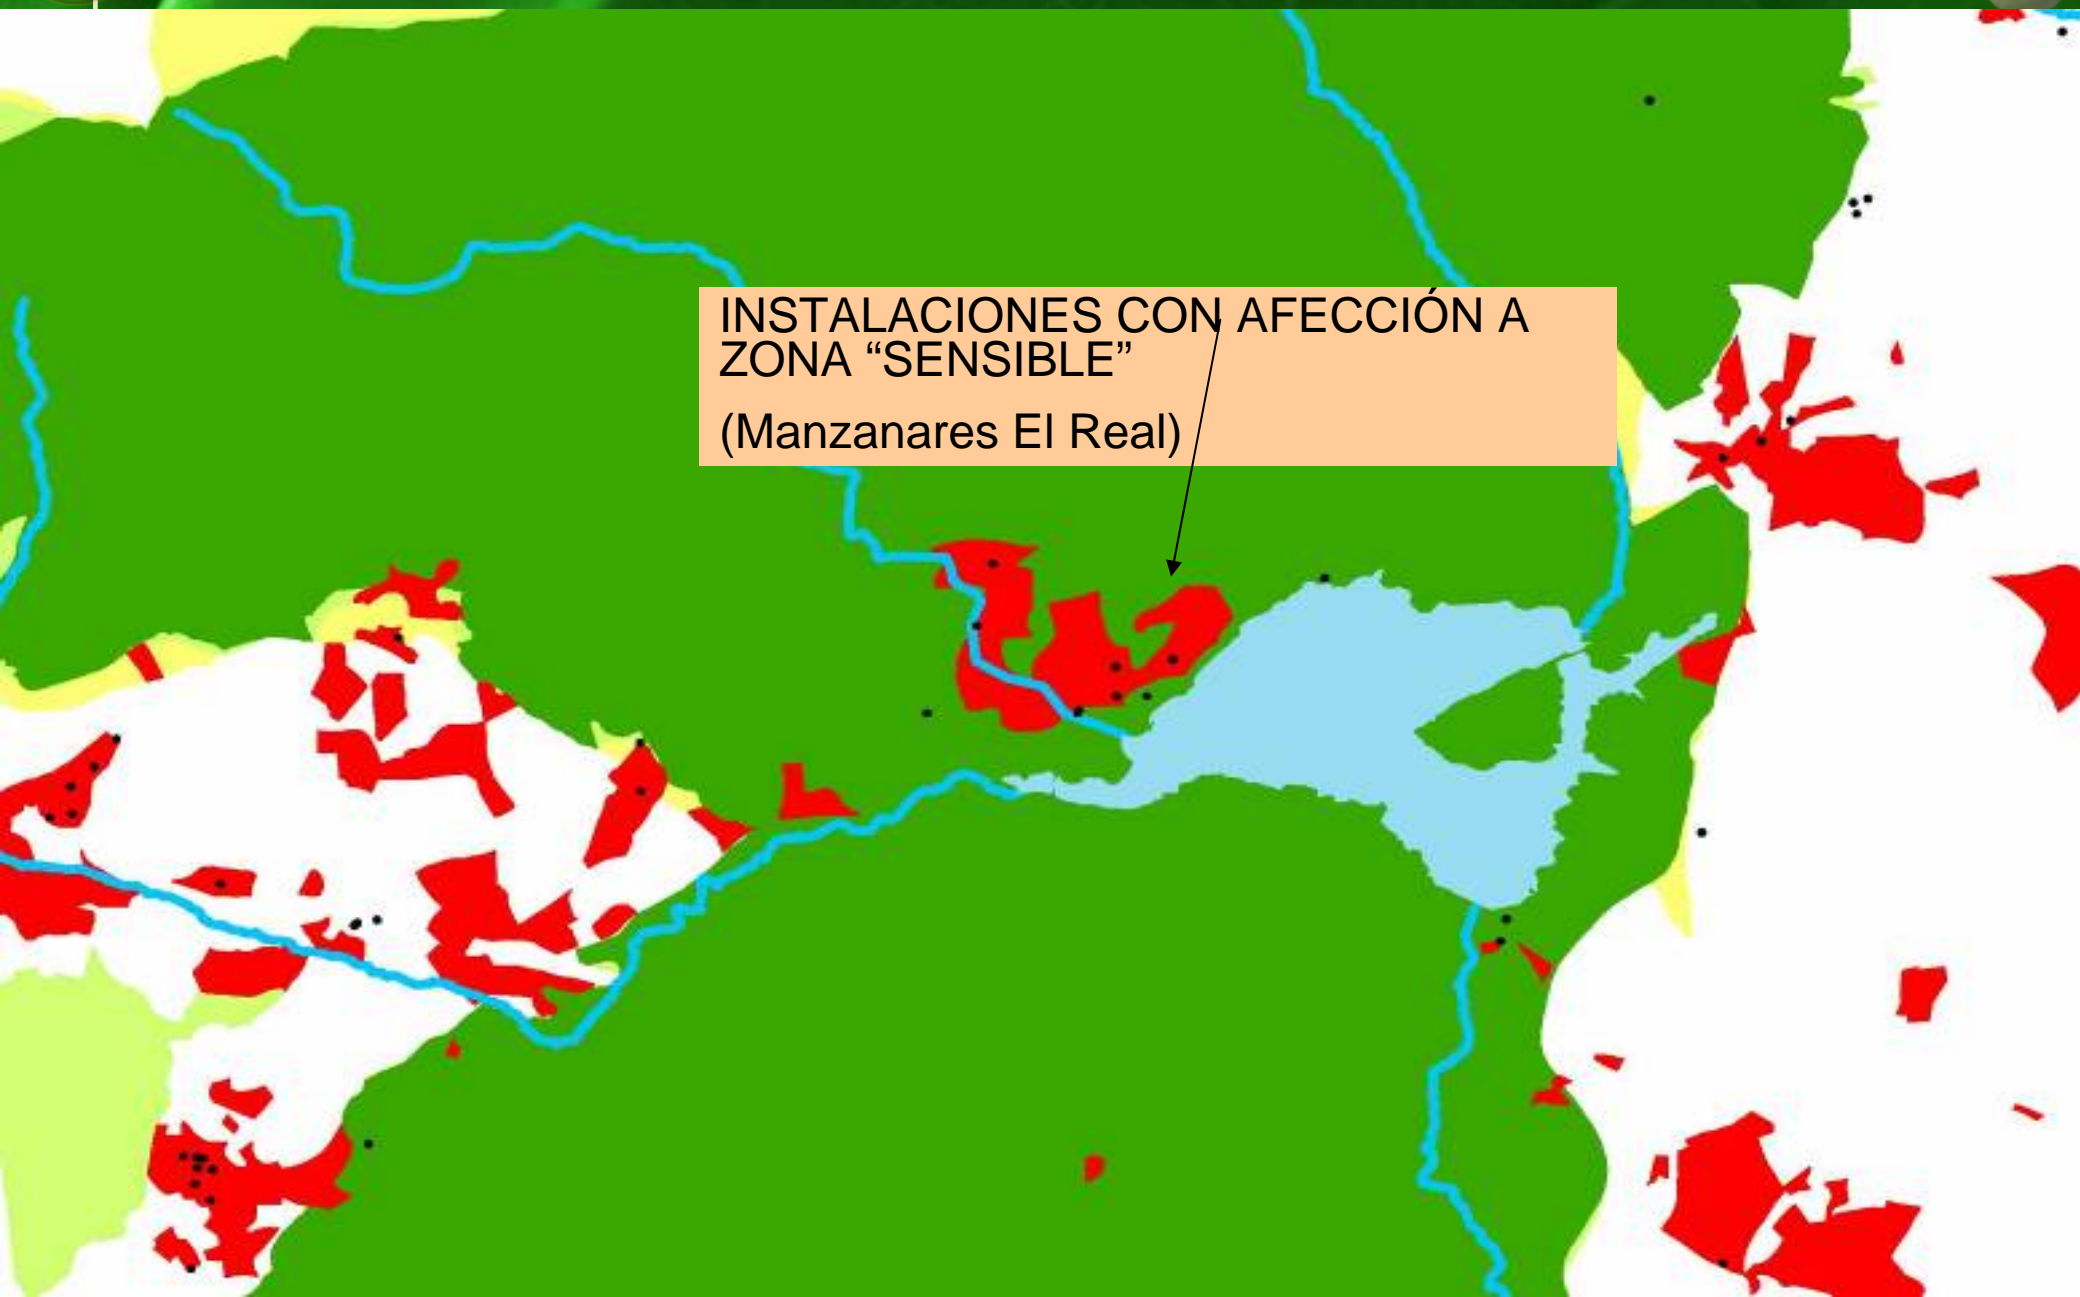 INSTALACIONES CON AFECCIÓN A
ZONA “SENSIBLE”
(Manzanares El Real)